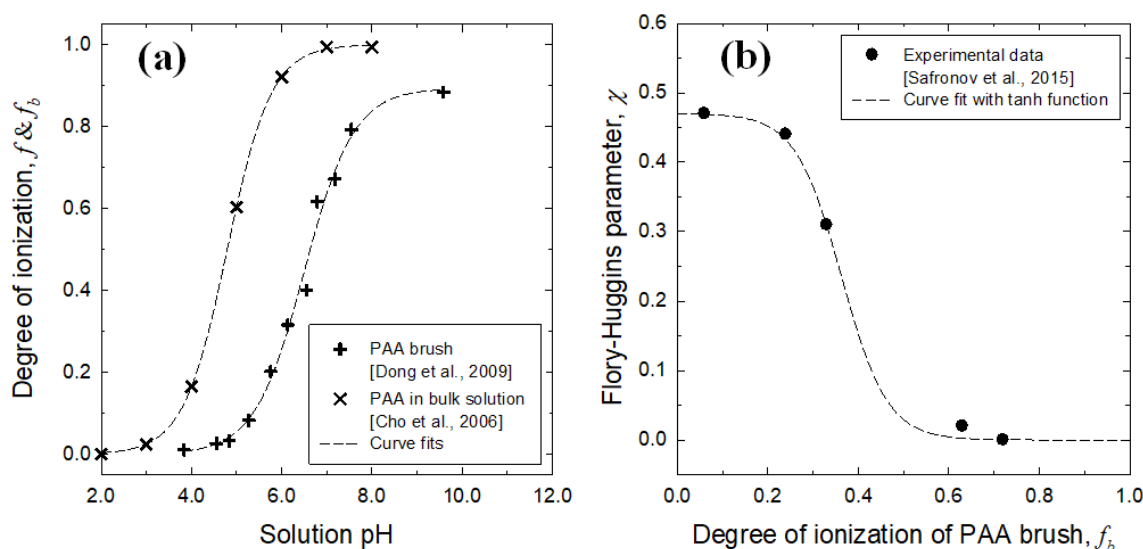 (a)
Degree of ionization, f & f_b
1.0
0.8
0.6
0.4
0.2
0.0
2.0 4.0 6.0 8.0 10.0 12.0
Solution pH
PAA brush
[Dong et al., 2009]
PAA in bulk solution
[Cho et al., 2006]
Curve fits
(b)
Flory-Huggins parameter, χ
0.6
0.5
0.4
0.3
0.2
0.1
0.0
0.0 0.2 0.4 0.6 0.8 1.0
Degree of ionization of PAA brush, f_b
Experimental data
[Safronov et al., 2015]
Curve fit with tanh function